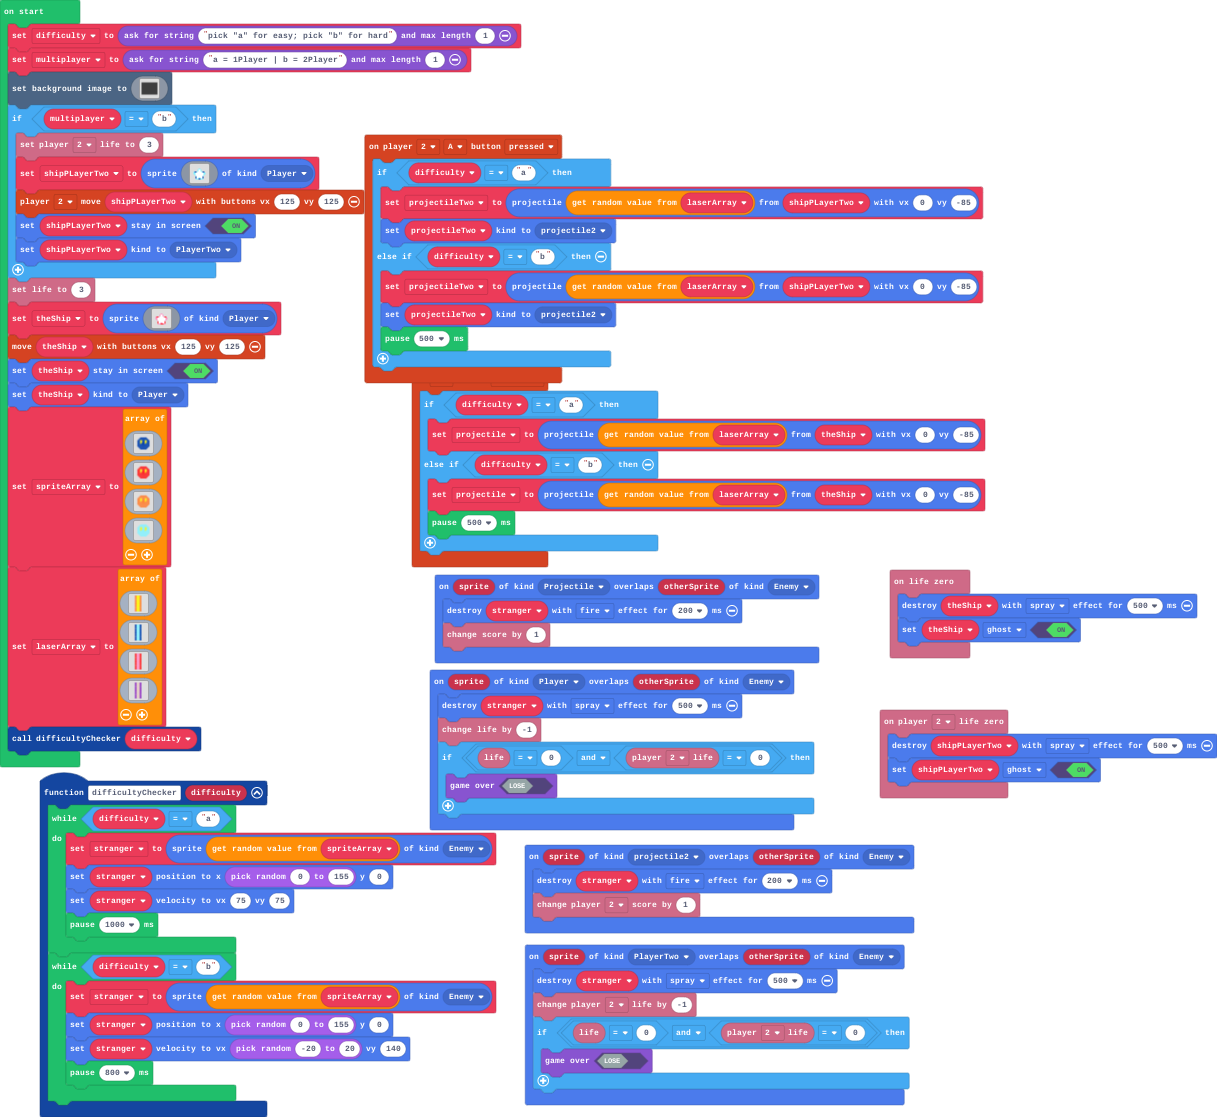 on start
set difficulty to ask for string "pick "a" for easy; pick "b" for hard" and max length 1
set multiplayer to ask for string "a = 1Player | b = 2Player" and max length 1
set background image to
if multiplayer = "b" then
set player 2 life to 3
set shipPLayerTwo to sprite of kind Player
player 2 move shipPLayerTwo with buttons vx 125 vy 125
set shipPLayerTwo stay in screen ON
set shipPLayerTwo kind to PlayerTwo
set life to 3
set theShip to sprite of kind Player
move theShip with buttons vx 125 vy 125
set theShip stay in screen ON
set theShip kind to Player
array of
set spriteArray to
array of
set laserArray to
call difficultyChecker difficulty
on player 2 A button pressed
if difficulty = "a" then
set projectileTwo to projectile get random value from laserArray from shipPLayerTwo with vx 0 vy -85
set projectileTwo kind to projectile2
else if difficulty = "b" then
set projectileTwo to projectile get random value from laserArray from shipPLayerTwo with vx 0 vy -85
set projectileTwo kind to projectile2
pause 500 ms
if difficulty = "a" then
set projectile to projectile get random value from laserArray from theShip with vx 0 vy -85
else if difficulty = "b" then
set projectile to projectile get random value from laserArray from theShip with vx 0 vy -85
pause 500 ms
on sprite of kind Projectile overlaps otherSprite of kind Enemy
destroy stranger with fire effect for 200 ms
change score by 1
on life zero
destroy theShip with spray effect for 500 ms
set theShip ghost ON
on sprite of kind Player overlaps otherSprite of kind Enemy
destroy stranger with spray effect for 500 ms
change life by -1
if life = 0 and player 2 life = 0 then
game over LOSE
on player 2 life zero
destroy shipPLayerTwo with spray effect for 500 ms
set shipPLayerTwo ghost ON
function difficultyChecker difficulty
while difficulty = "a"
do
set stranger to sprite get random value from spriteArray of kind Enemy
set stranger position to x pick random 0 to 155 y 0
set stranger velocity to vx 75 vy 75
pause 1000 ms
while difficulty = "b"
do
set stranger to sprite get random value from spriteArray of kind Enemy
set stranger position to x pick random 0 to 155 y 0
set stranger velocity to vx pick random -20 to 20 vy 140
pause 800 ms
on sprite of kind projectile2 overlaps otherSprite of kind Enemy
destroy stranger with fire effect for 200 ms
change player 2 score by 1
on sprite of kind PlayerTwo overlaps otherSprite of kind Enemy
destroy stranger with spray effect for 500 ms
change player 2 life by -1
if life = 0 and player 2 life = 0 then
game over LOSE